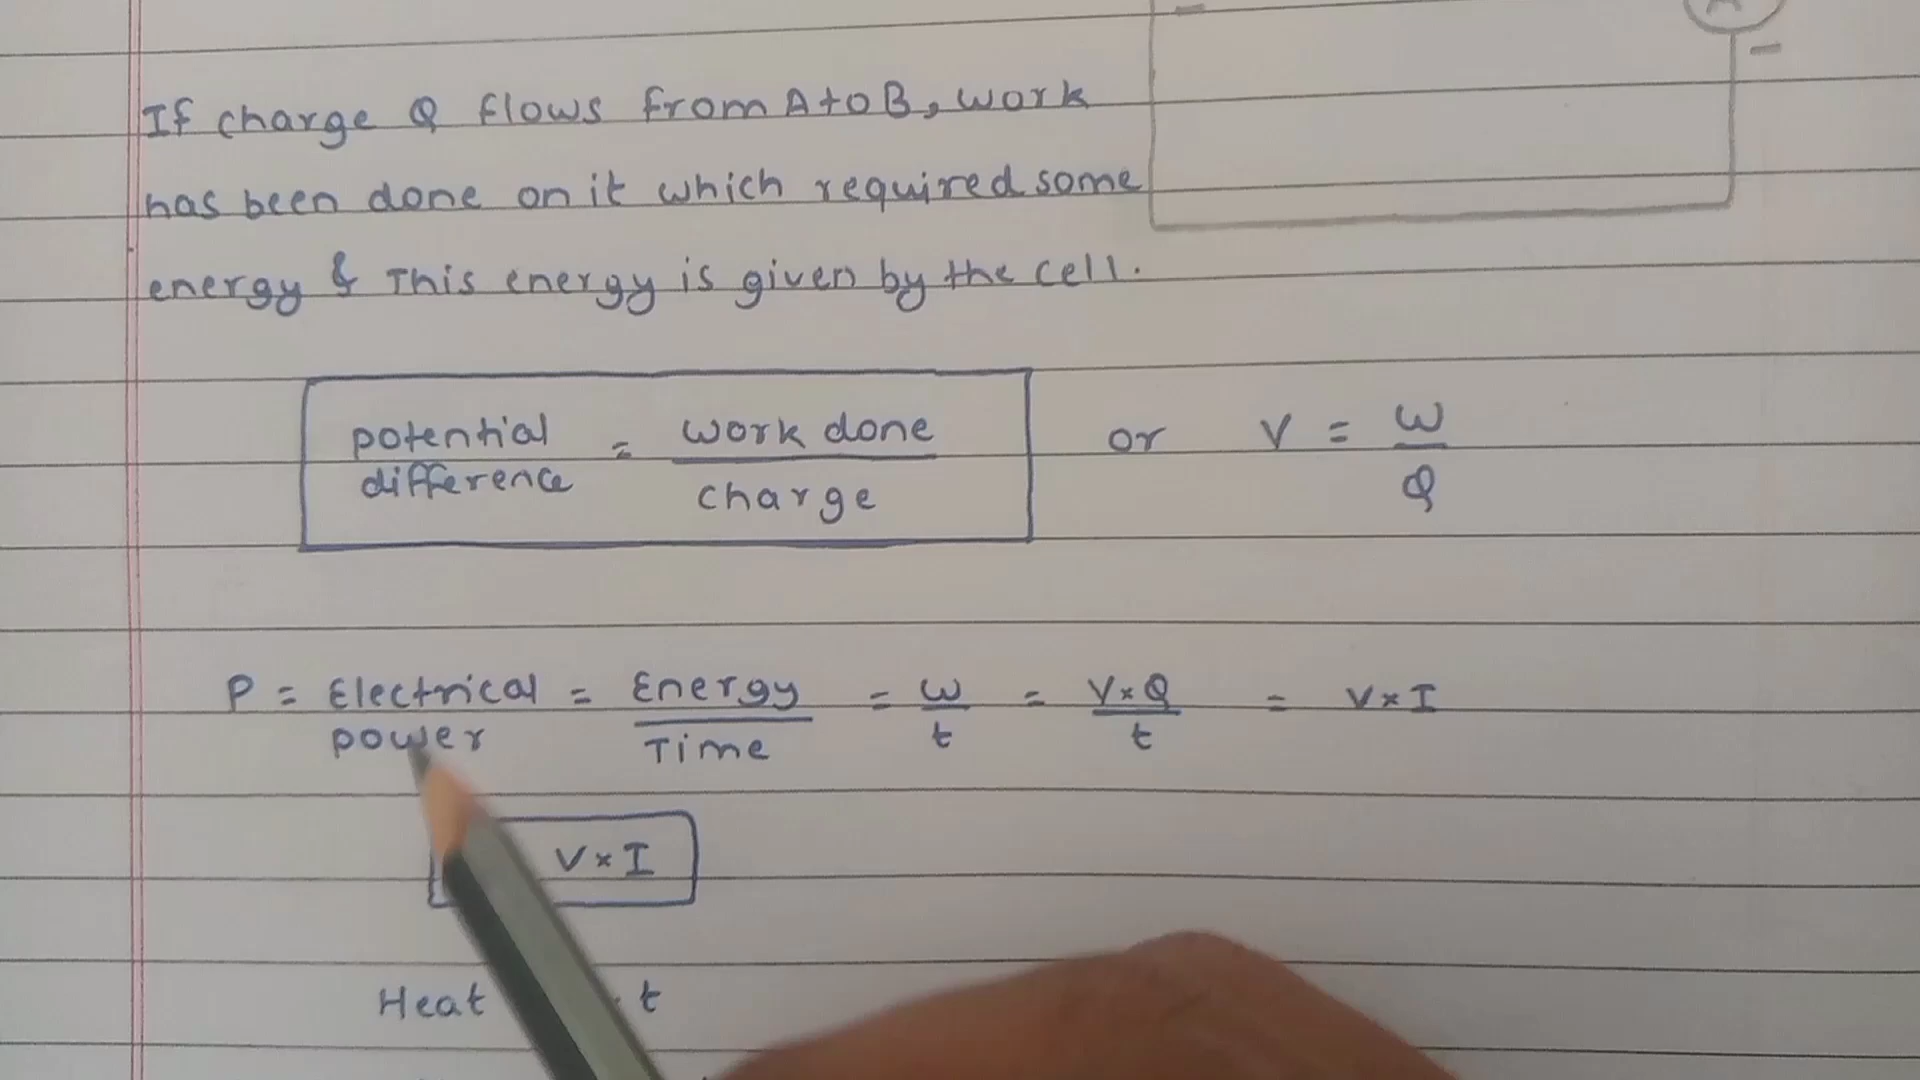 If charge Q flows from A to B, work
has been done on it which required some
energy & This energy is given by the cell.
potential difference = work done / charge or V = W / Q
P = Electrical power = Energy / Time = W / t = V × Q / t = V × I
V × I
Heat t